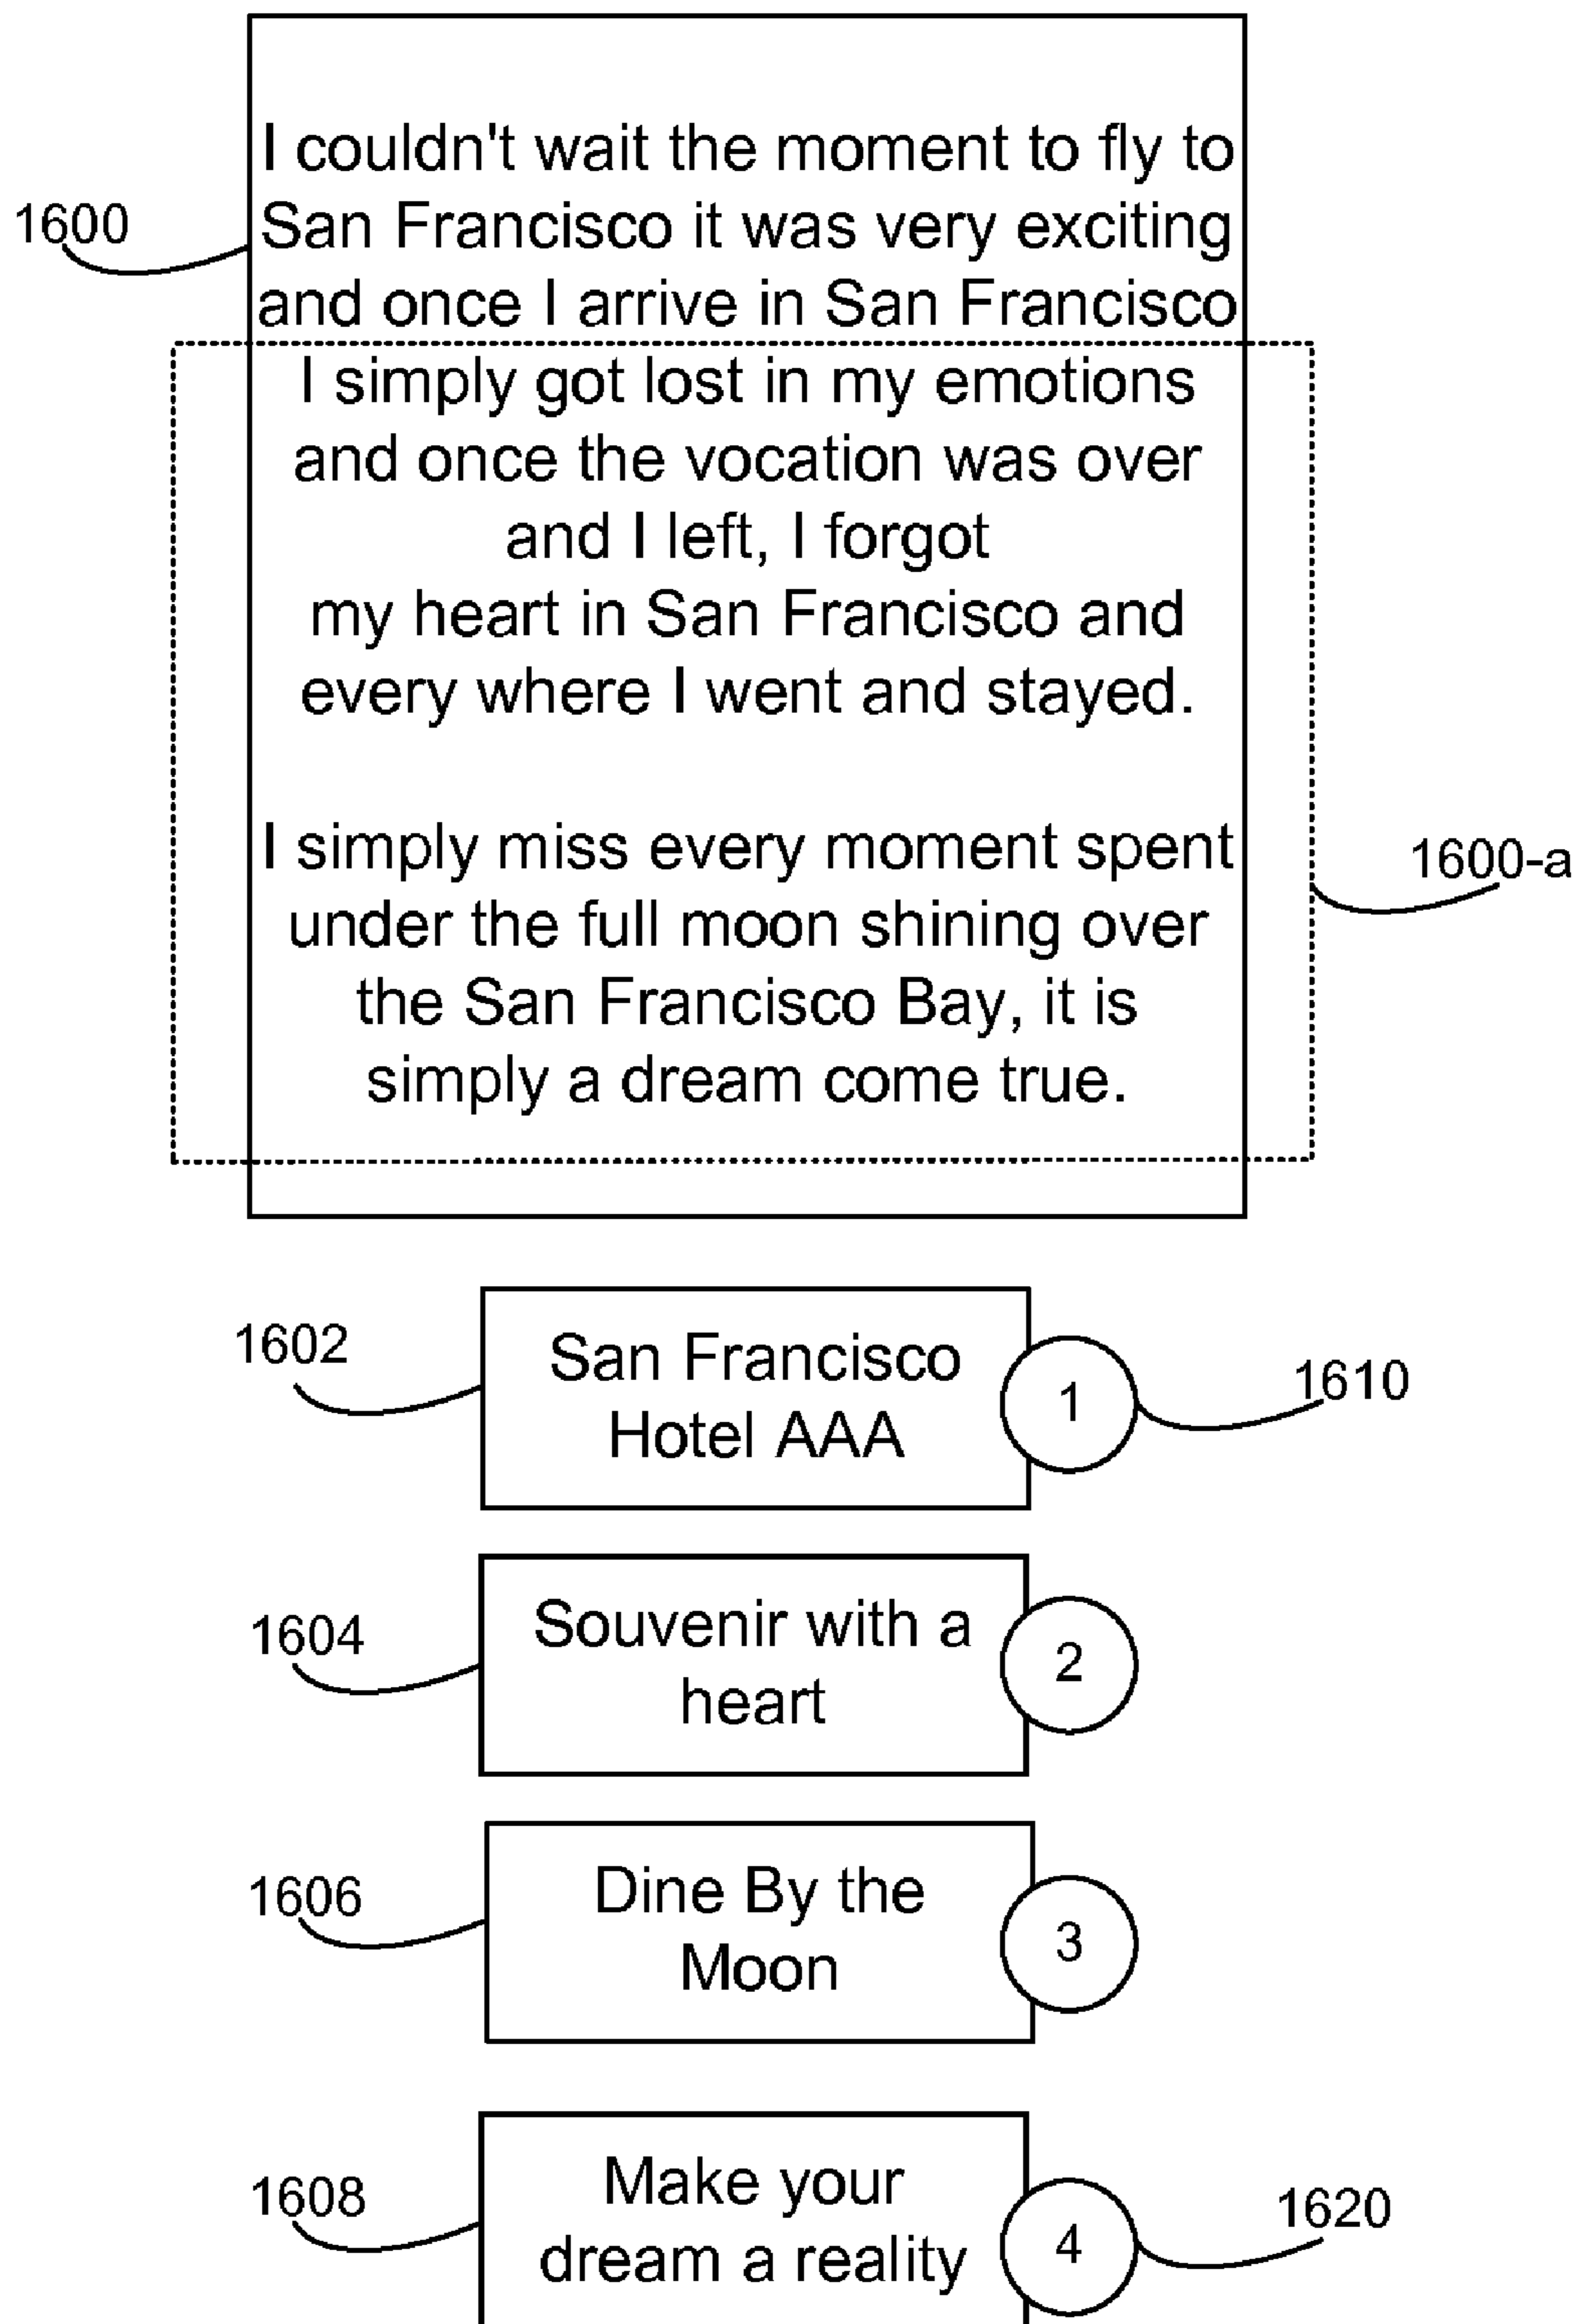 I couldn't wait the moment to fly to
1600
San Francisco it was very exciting
and once I arrive in San Francisco
I simply got lost in my emotions
and once the vocation was over
and I left, I forgot
my heart in San Francisco and
every where I went and stayed.
I simply miss every moment spent
1600-a
under the full moon shining over
the San Francisco Bay, it is
simply a dream come true.
1602
San Francisco
Hotel AAA
1
1610
1604
Souvenir with a
heart
2
1606
Dine By the
Moon
3
1608
Make your
dream a reality
4
1620